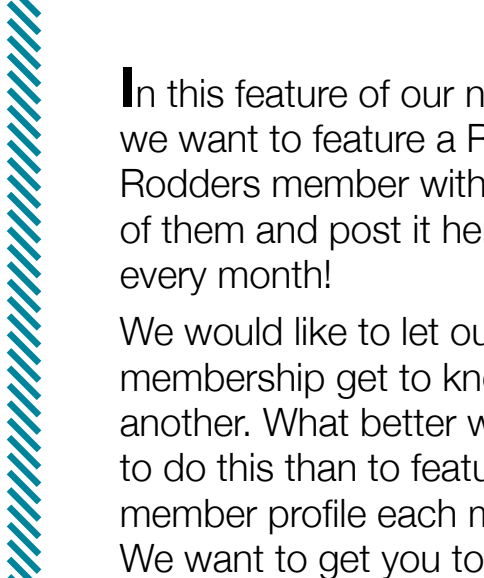 In this feature of our n
we want to feature a R
Rodders member with
of them and post it he
every month!
We would like to let ou
membership get to kn
another. What better w
to do this than to featu
member profile each m
We want to get you to